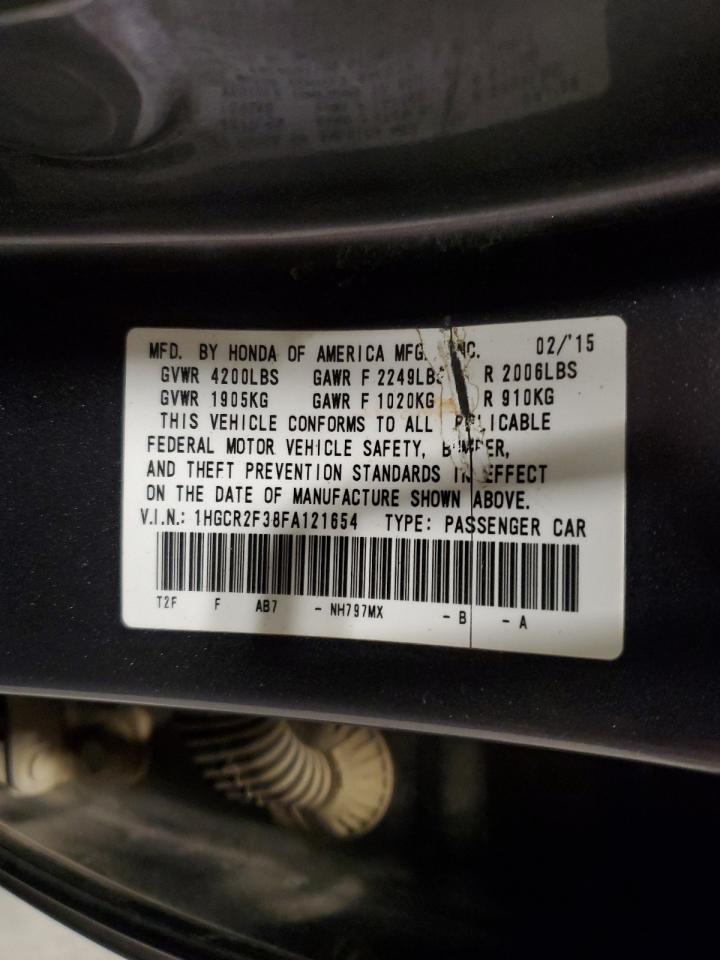 MFD. BY HONDA OF AMERICA MFG. INC. 02/'15
GVWR 4200LBS GAWR F 2249LBS R 2006LBS
GVWR 1905KG GAWR F 1020KG R 910KG
THIS VEHICLE CONFORMS TO ALL APPLICABLE
FEDERAL MOTOR VEHICLE SAFETY, BUMPER,
AND THEFT PREVENTION STANDARDS IN EFFECT
ON THE DATE OF MANUFACTURE SHOWN ABOVE.
V.I.N.: 1HGCR2F38FA121654 TYPE: PASSENGER CAR
T2F F AB7 - NH797MX - B - A